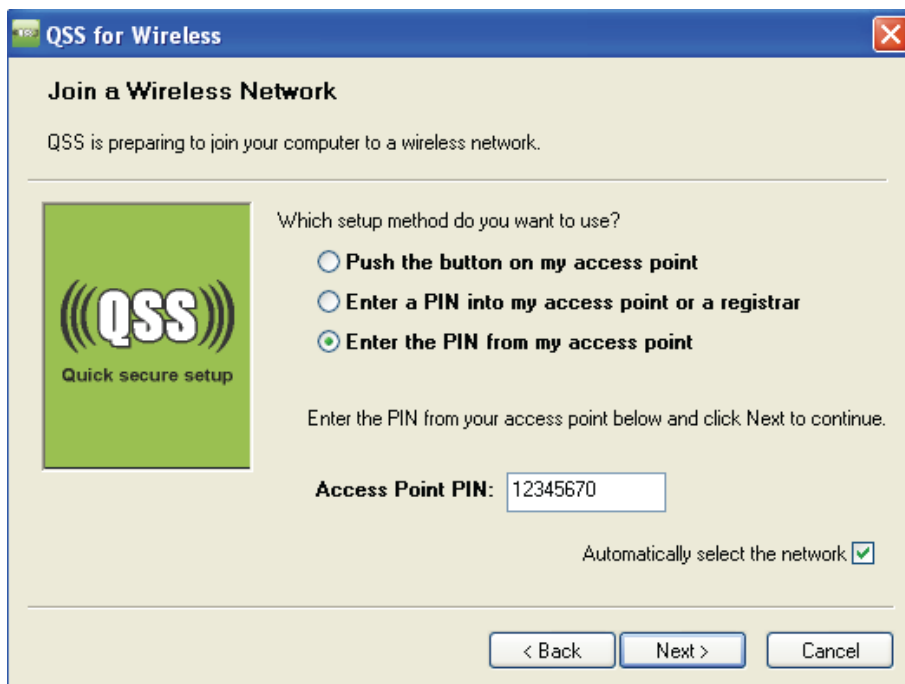 QSS for Wireless
Join a Wireless Network
QSS is preparing to join your computer to a wireless network.
Which setup method do you want to use?
Push the button on my access point
Enter a PIN into my access point or a registrar
Enter the PIN from my access point
(((QSS)))
Quick secure setup
Enter the PIN from your access point below and click Next to continue.
Access Point PIN: 12345670
Automatically select the network
< Back Next > Cancel